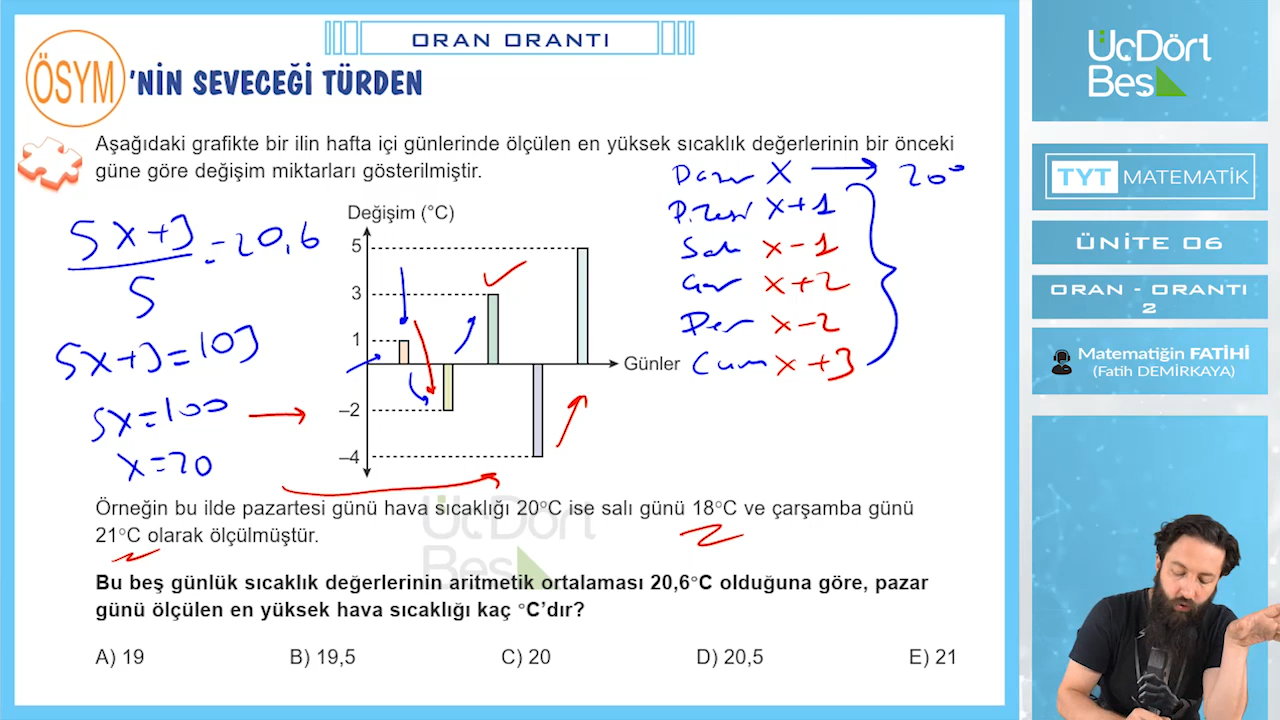 ORAN ORANTI
ÖSYM'NİN SEVECEĞİ TÜRDEN
Aşağıdaki grafikte bir ilin hafta içi günlerinde ölçülen en yüksek sıcaklık değerlerinin bir önceki
güne göre değişim miktarları gösterilmiştir.
Pazar x → 20°
P.Tesi x+1
Salı x-1
Çar x+2
Per x-2
Cum x+3
5x+3
5
=20,6
5x+3=103
5x=100
x=20
Değişim (°C)
5
3
1
–2
–4
Günler
Örneğin bu ilde pazartesi günü hava sıcaklığı 20°C ise salı günü 18°C ve çarşamba günü
21°C olarak ölçülmüştür.
Bu beş günlük sıcaklık değerlerinin aritmetik ortalaması 20,6°C olduğuna göre, pazar
günü ölçülen en yüksek hava sıcaklığı kaç °C'dır?
A) 19 B) 19,5 C) 20 D) 20,5 E) 21
ÜçDört
Beş
ÜçDört
Beş
TYT MATEMATİK
ÜNİTE 06
ORAN - ORANTI
2
Matematiğin FATİHİ
(Fatih DEMİRKAYA)